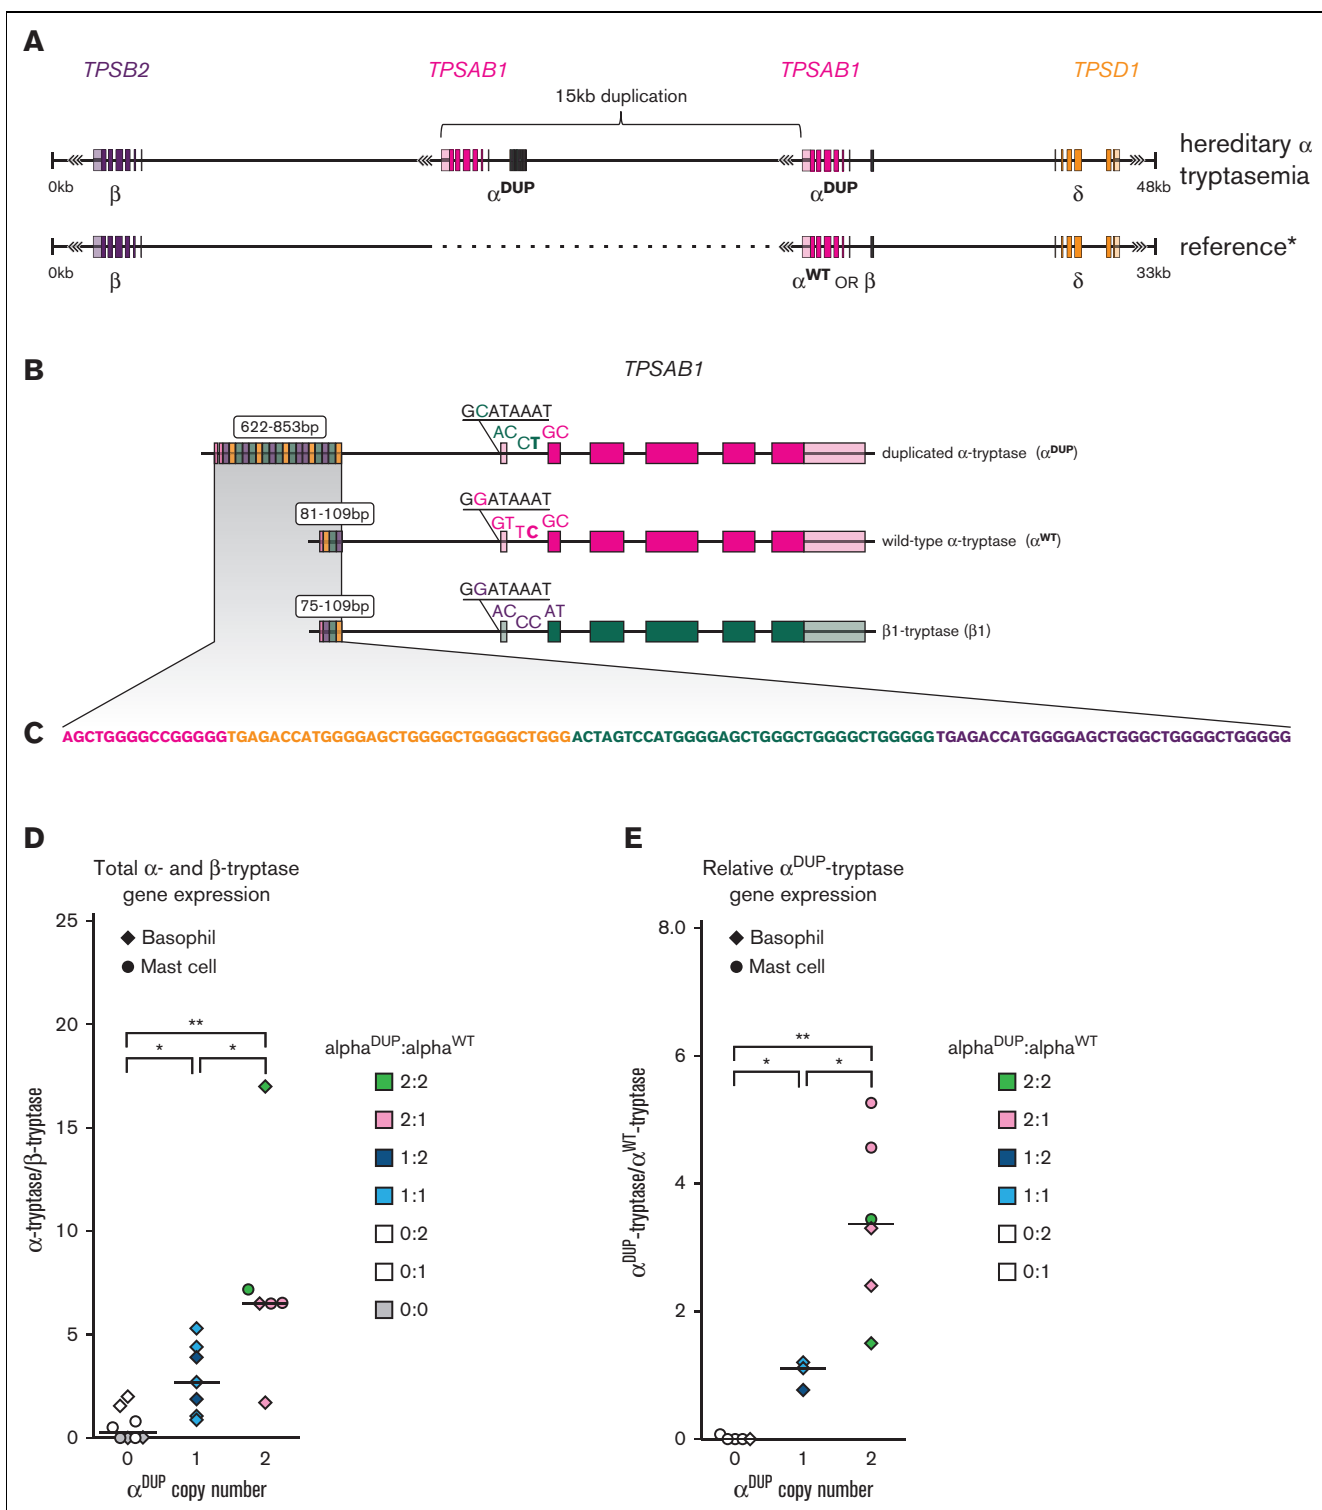 A
TPSB2 TPSAB1 TPSAB1 TPSD1
15kb duplication
hereditary α
tryptasemia
0kb 48kb
β α^DUP α^DUP δ
reference*
0kb 33kb
β α^WT OR β δ
B
TPSAB1
622-853bp
GCATAAAT
AC CT GC
duplicated α-tryptase (α^DUP)
81-109bp
GGATAAAT
GT TC GC
wild-type α-tryptase (α^WT)
75-109bp
GGATAAAT
AC CC AT
β1-tryptase (β1)
C
AGCTGGGGCCGGGGGTGAGACCATGGGGAGCTGGGGCTGGGGCTGGGACTAGTCCATGGGGAGCTGGGCTGGGGCTGGGGGTGAGACCATGGGGAGCTGGGCTGGGGCTGGGGG
D
Total α- and β-tryptase
gene expression
25
20
15
10
5
0
Basophil
Mast cell
**
* *
α-tryptase/β-tryptase
0 1 2
α^DUP copy number
alpha^DUP:alpha^WT
2:2
2:1
1:2
1:1
0:2
0:1
0:0
E
Relative α^DUP-tryptase
gene expression
8.0
6
4
2
0
Basophil
Mast cell
**
* *
α^DUP-tryptase/α^WT-tryptase
0 1 2
α^DUP copy number
alpha^DUP:alpha^WT
2:2
2:1
1:2
1:1
0:2
0:1